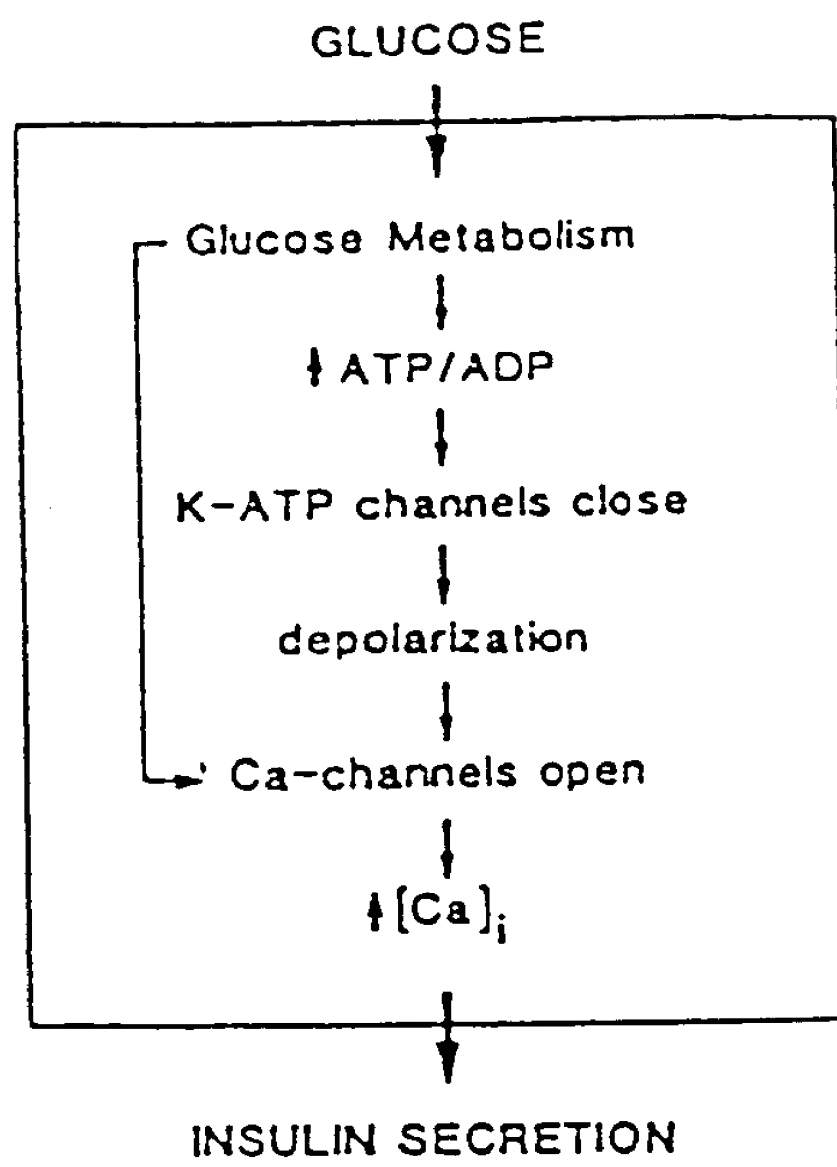 GLUCOSE
Glucose Metabolism
ATP/ADP
K-ATP channels close
depolarization
Ca-channels open
[Ca]i
INSULIN SECRETION